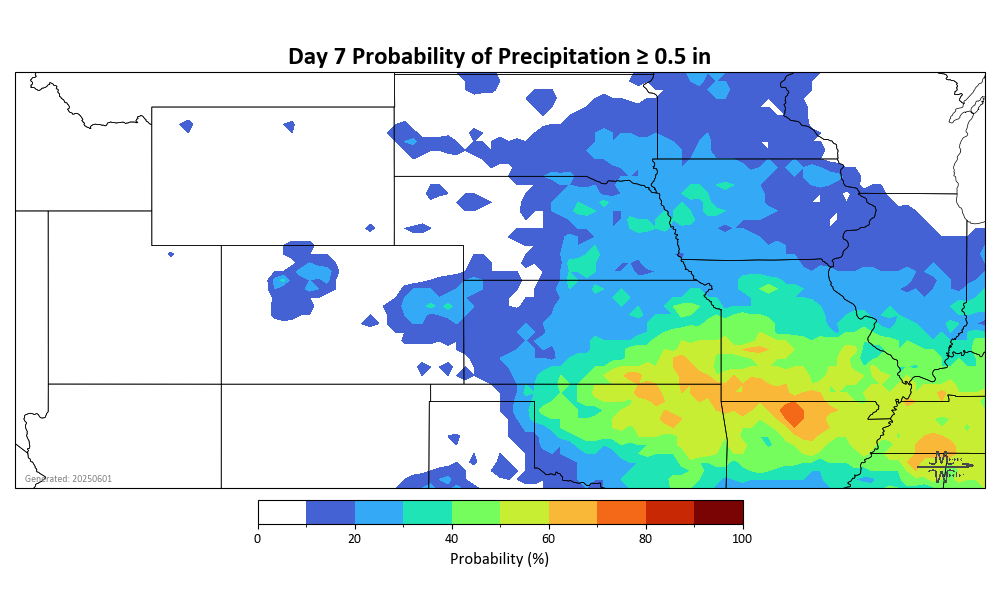 Day 7 Probability of Precipitation ≥ 0.5 in
Generated: 20250601
0 20 40 60 80 100
Probability (%)